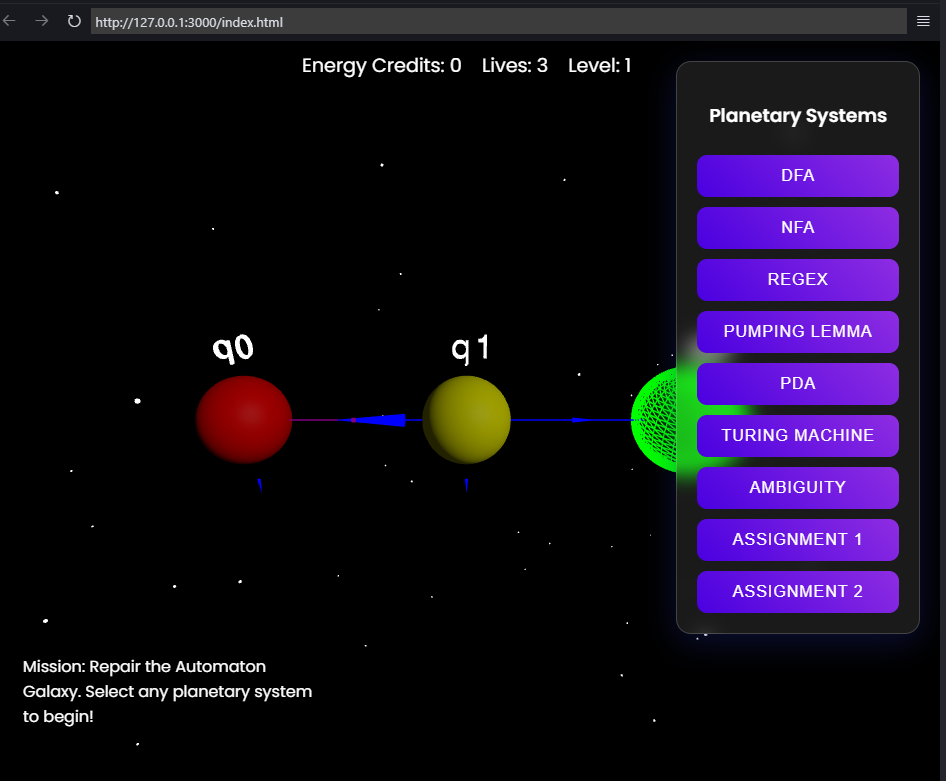 http://127.0.0.1:3000/index.html
Energy Credits: 0 Lives: 3 Level: 1
Planetary Systems
DFA
NFA
REGEX
PUMPING LEMMA
PDA
TURING MACHINE
AMBIGUITY
ASSIGNMENT 1
ASSIGNMENT 2
q0
q1
Mission: Repair the Automaton
Galaxy. Select any planetary system
to begin!